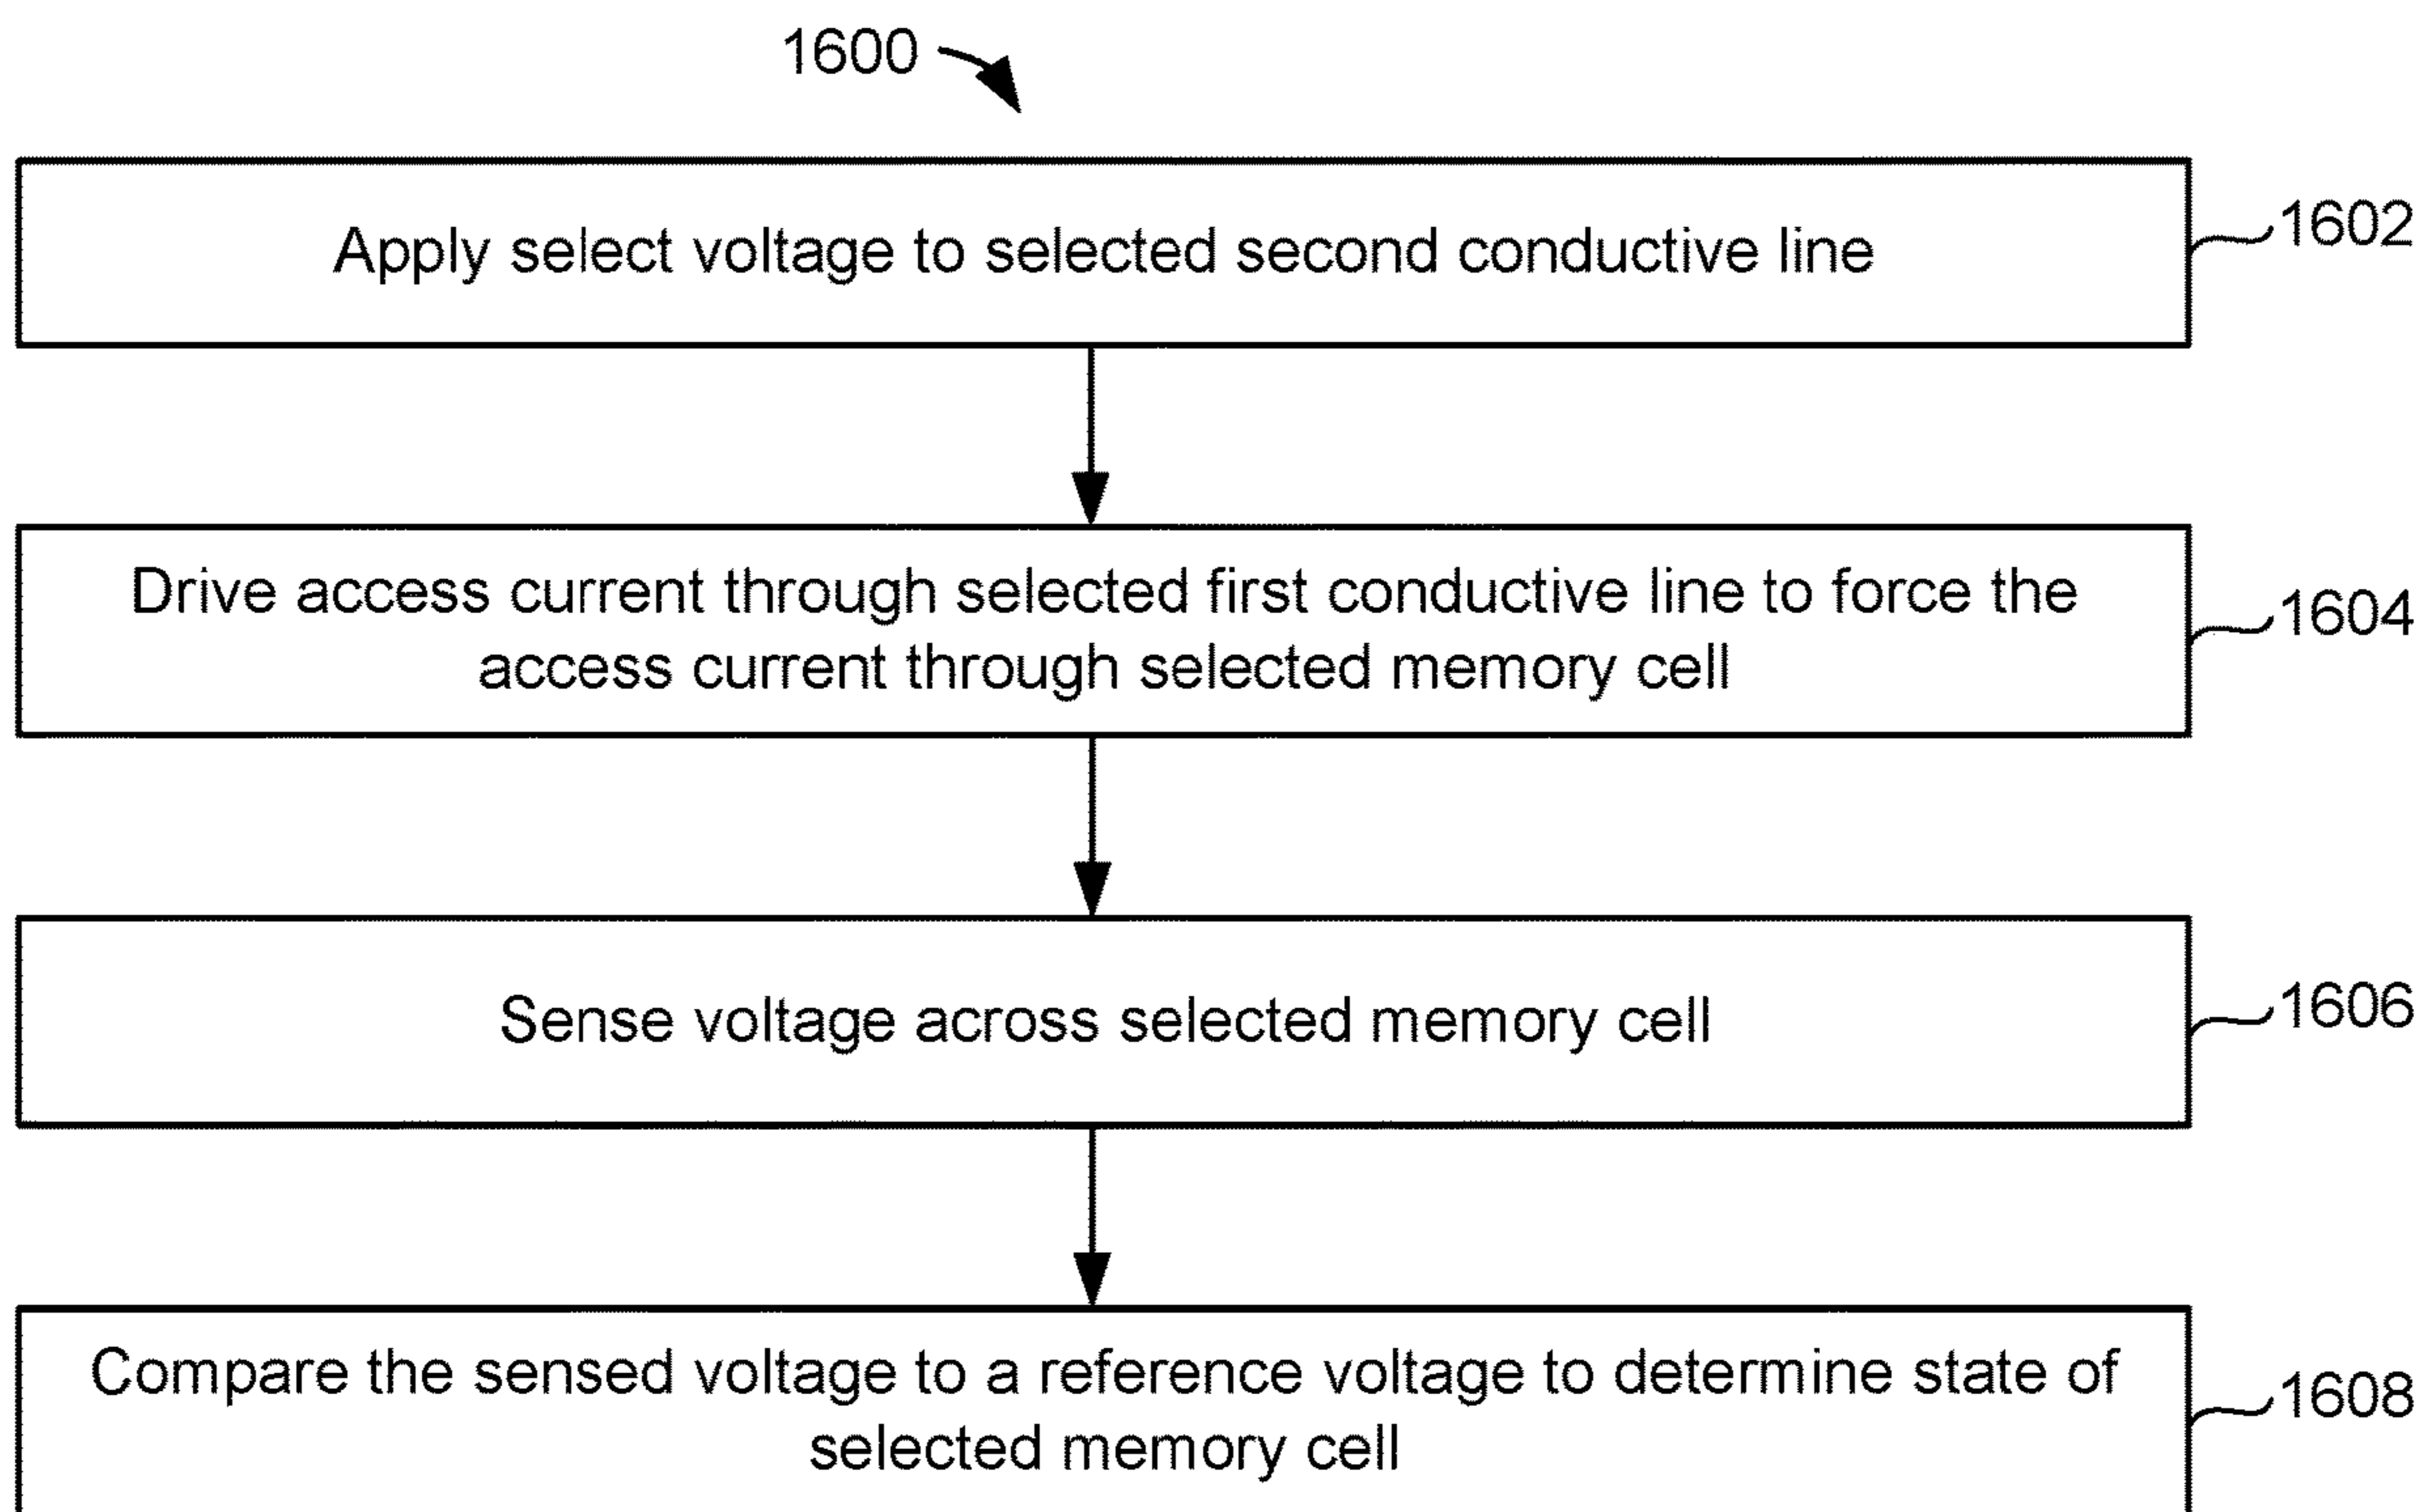 1600
Apply select voltage to selected second conductive line
1602
Drive access current through selected first conductive line to force the
access current through selected memory cell
1604
Sense voltage across selected memory cell
1606
Compare the sensed voltage to a reference voltage to determine state of
selected memory cell
1608